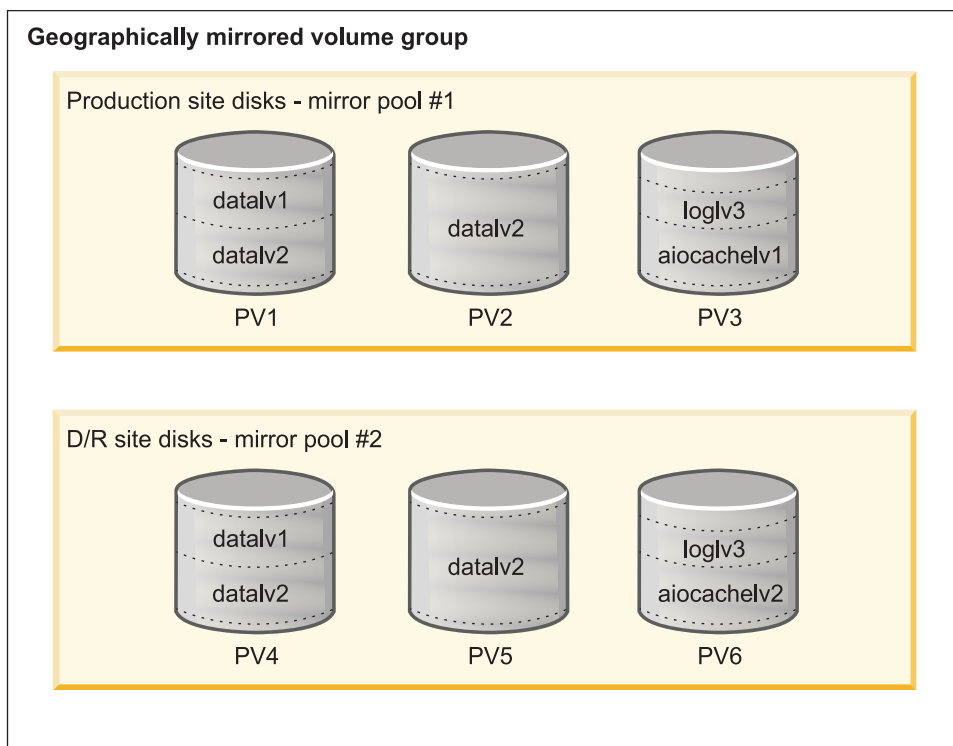 Geographically mirrored volume group
Production site disks - mirror pool #1
datalv1
datalv2
PV1
datalv2
PV2
loglv3
aiocachelv1
PV3
D/R site disks - mirror pool #2
datalv1
datalv2
PV4
datalv2
PV5
loglv3
aiocachelv2
PV6